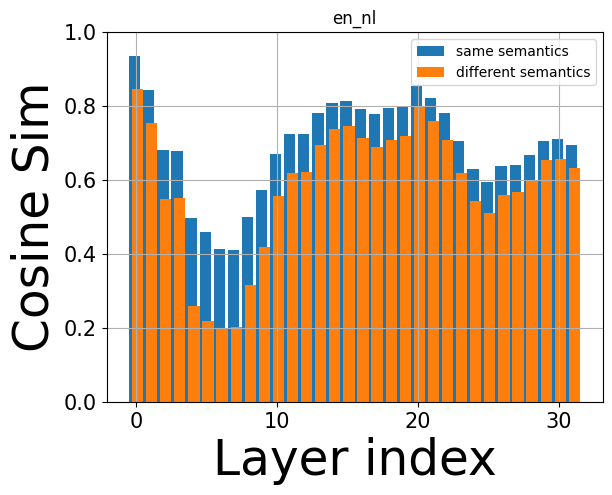 en_nl
same semantics
different semantics
Cosine Sim
1.0
0.8
0.6
0.4
0.2
0.0
0 10 20 30
Layer index